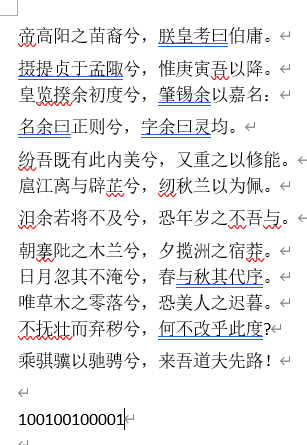 帝高阳之苗裔兮，朕皇考曰伯庸。
摄提贞于孟陬兮，惟庚寅吾以降。
皇览揆余初度兮，肇锡余以嘉名：
名余曰正则兮，字余曰灵均。
纷吾既有此内美兮，又重之以修能。
扈江离与辟芷兮，纫秋兰以为佩。
汩余若将不及兮，恐年岁之不吾与。
朝搴阰之木兰兮，夕揽洲之宿莽。
日月忽其不淹兮，春与秋其代序。
唯草木之零落兮，恐美人之迟暮。
不抚壮而弃秽兮，何不改乎此度?
乘骐骥以驰骋兮，来吾道夫先路！
100100100001